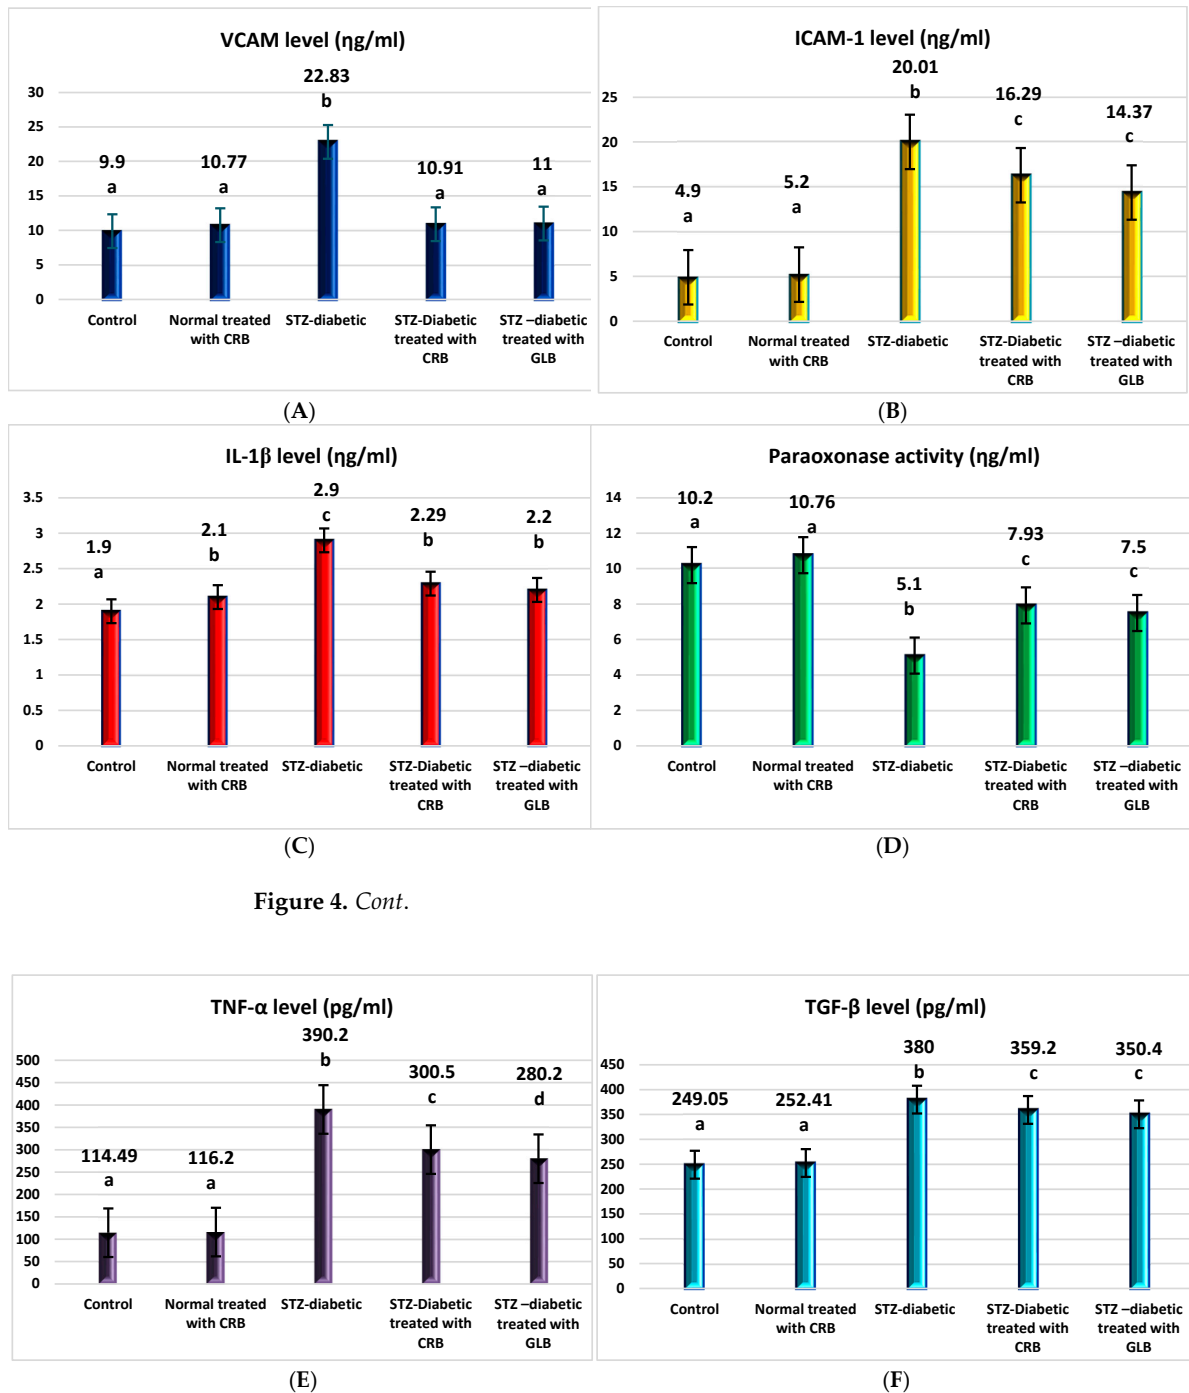 VCAM level (ηg/ml)
22.83
b
9.9
a
10.77
a
10.91
a
11
a
30
25
20
15
10
5
0
Control
Normal treated
with CRB
STZ-diabetic
STZ-Diabetic
treated with
CRB
STZ –diabetic
treated with
GLB
(A)
ICAM-1 level (ηg/ml)
20.01
b
16.29
c
14.37
c
4.9
a
5.2
a
25
20
15
10
5
0
Control
Normal treated
with CRB
STZ-diabetic
STZ-Diabetic
treated with
CRB
STZ –diabetic
treated with
GLB
(B)
IL-1β level (ηg/ml)
1.9
a
2.1
b
2.9
c
2.29
b
2.2
b
3.5
3
2.5
2
1.5
1
0.5
0
Control
Normal treated
with CRB
STZ-diabetic
STZ-Diabetic
treated with
CRB
STZ –diabetic
treated with
GLB
(C)
Paraoxonase activity (ηg/ml)
10.2
a
10.76
a
5.1
b
7.93
c
7.5
c
14
12
10
8
6
4
2
0
Control
Normal treated
with CRB
STZ-diabetic
STZ-Diabetic
treated with
CRB
STZ –diabetic
treated with
GLB
(D)
Figure 4. Cont.
TNF-α level (pg/ml)
390.2
b
300.5
c
280.2
d
114.49
a
116.2
a
500
450
400
350
300
250
200
150
100
50
0
Control
Normal treated
with CRB
STZ-diabetic
STZ-Diabetic
treated with
CRB
STZ –diabetic
treated with
GLB
(E)
TGF-β level (pg/ml)
380
b
359.2
c
350.4
c
249.05
a
252.41
a
450
400
350
300
250
200
150
100
50
0
Control
Normal treated
with CRB
STZ-diabetic
STZ-Diabetic
treated with
CRB
STZ –diabetic
treated with
GLB
(F)